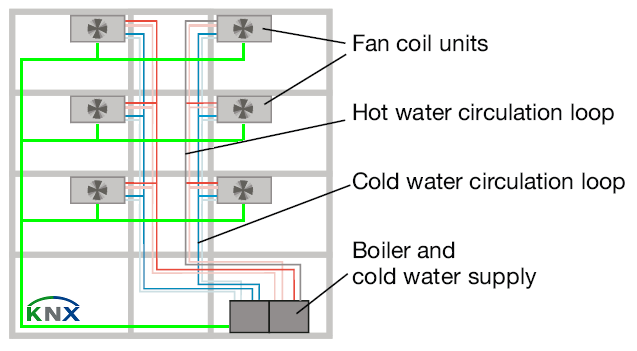 Fan coil units
Hot water circulation loop
Cold water circulation loop
Boiler and
cold water supply
KNX